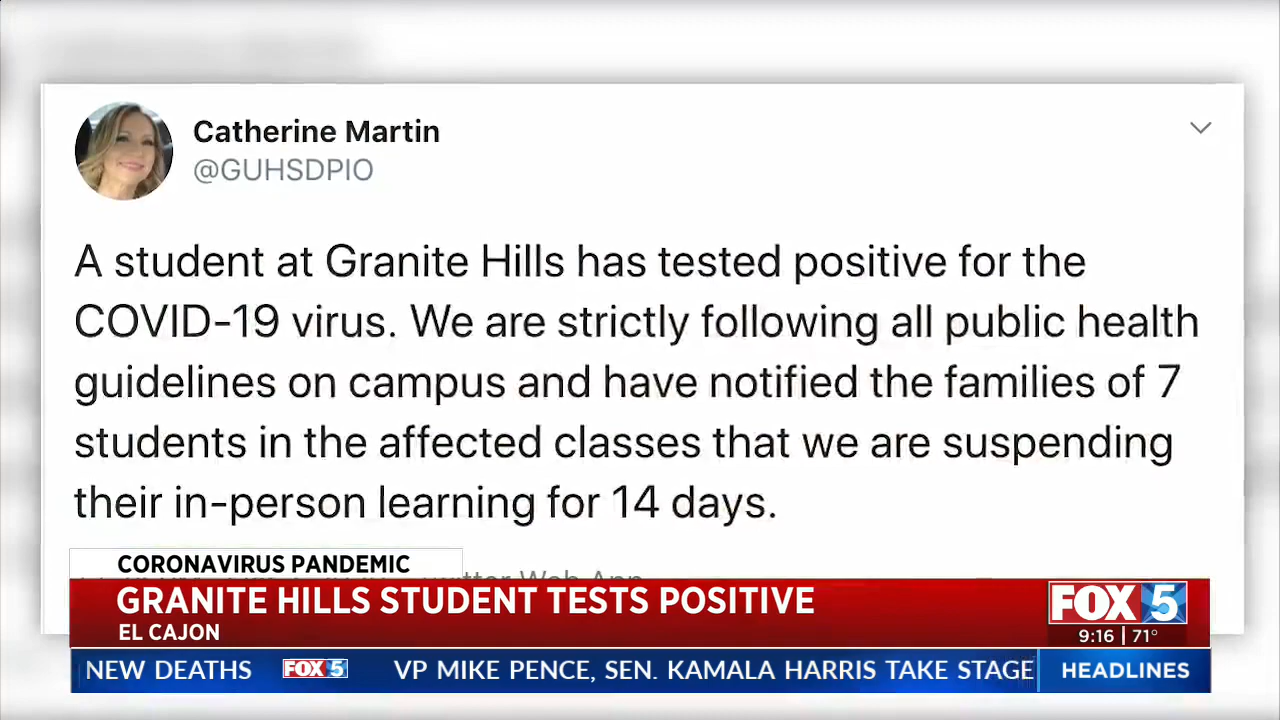 Catherine Martin
@GUHSDPIO
A student at Granite Hills has tested positive for the
COVID-19 virus. We are strictly following all public health
guidelines on campus and have notified the families of 7
students in the affected classes that we are suspending
their in-person learning for 14 days.
Web App
CORONAVIRUS PANDEMIC
GRANITE HILLS STUDENT TESTS POSITIVE
EL CAJON
FOX 5
9:16 | 71°
NEW DEATHS FOX 5 VP MIKE PENCE, SEN. KAMALA HARRIS TAKE STAGE HEADLINES